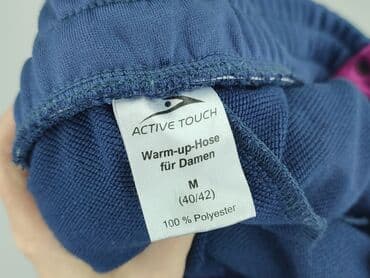 ACTIVE TOUCH
Warm-up-Hose
für Damen
M
(40/42)
100 % Polyester